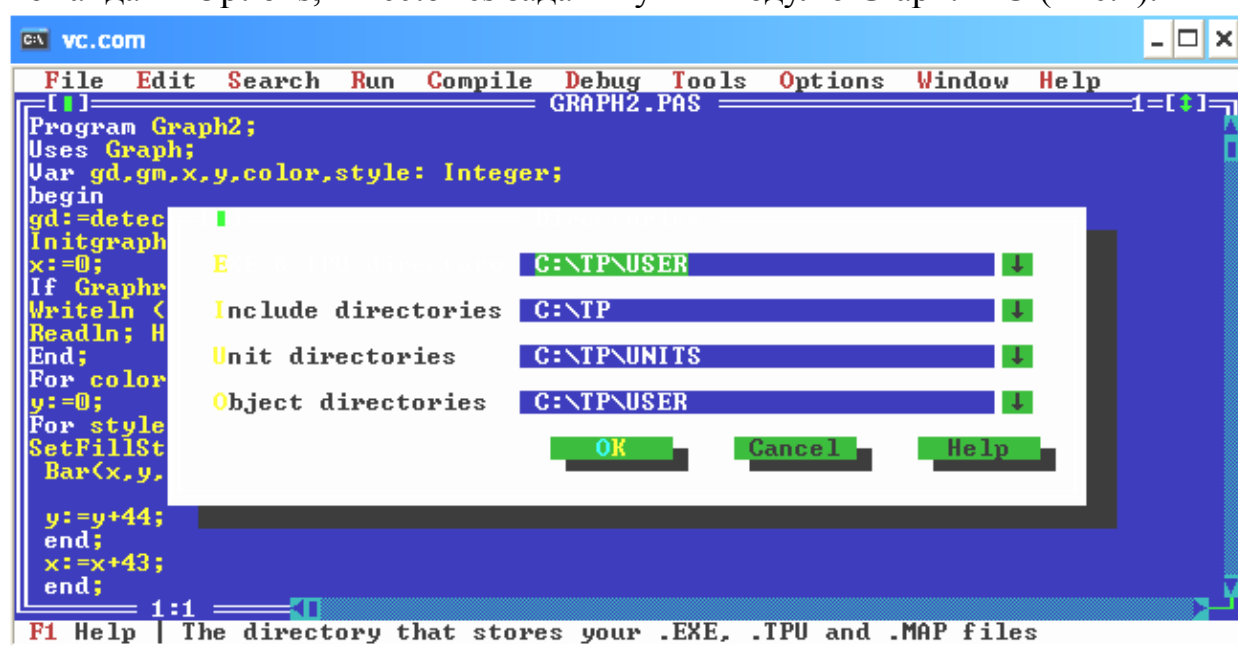 vc.com
File Edit Search Run Compile Debug Tools Options Window Help
GRAPH2.PAS 1=[↕]
Program Graph2;
Uses Graph;
Var gd,gm,x,y,color,style: Integer;
begin
gd:=detec
Initgraph
x:=0;
If Graphr
Writeln (
Readln; H
End;
For color
y:=0;
For style
SetFillSt
Bar(x,y,
y:=y+44;
end;
x:=x+43;
end;
C:\TP\USER
Include directories C:\TP
Unit directories C:\TP\UNITS
Object directories C:\TP\USER
OK Cancel Help
1:1
F1 Help | The directory that stores your .EXE, .TPU and .MAP files